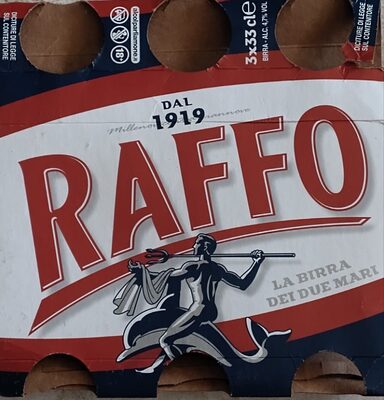 DICITURE DI LEGGE
SUL CONTENITORE
18+
3x33 cl e
BIRRA - ALC. 4,7% VOL
DICITURE DI LEGGE
SUL CONTENITORE
DAL
1919
RAFFO
LA BIRRA
DEI DUE MARI